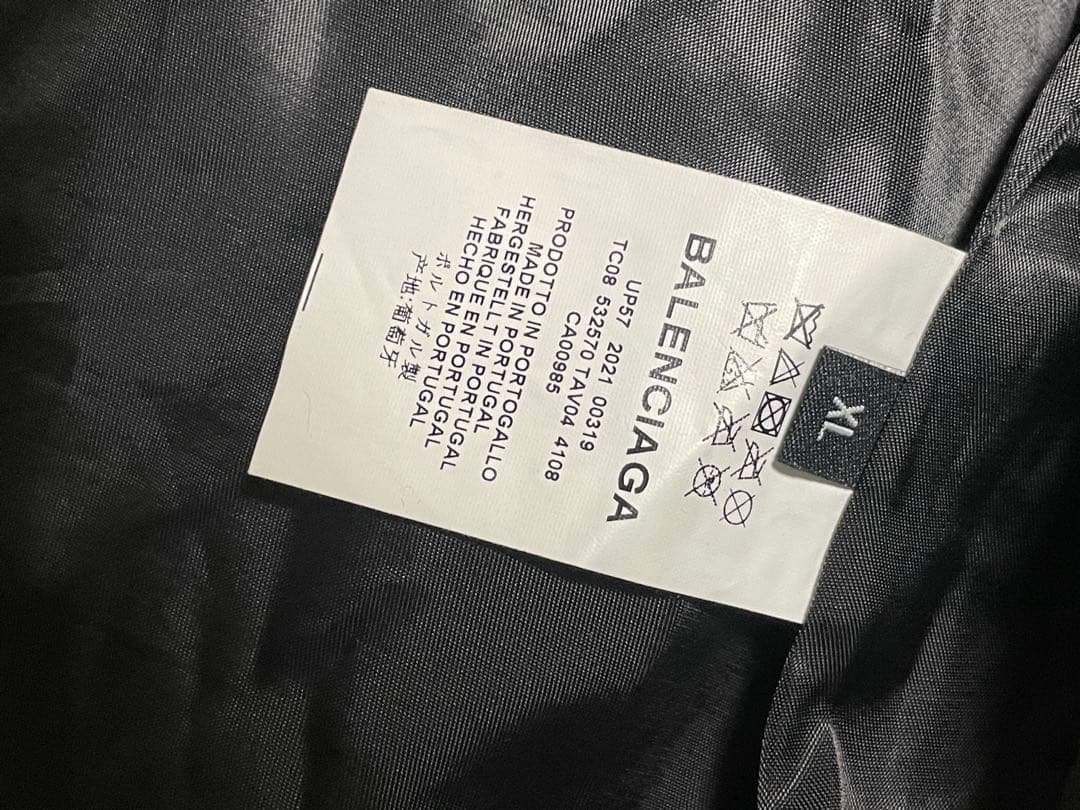 XL
BALENCIAGA
UP57 2021 00319
TC08 532570 TAV04 4108
CA00985
PRODOTTO IN PORTOGALLO
MADE IN PORTUGAL
HERGESTELLT IN PORTUGAL
FABRIQUE EN PORTUGAL
HECHO EN PORTUGAL
ポルトガル製
产地:葡萄牙